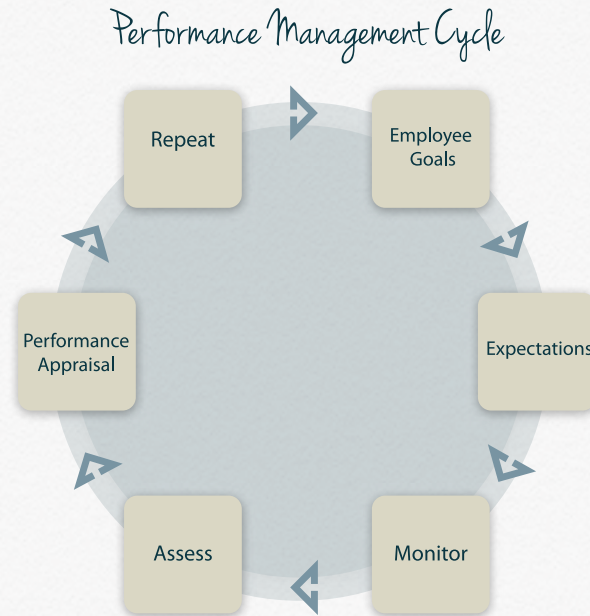 Performance Management Cycle
Repeat
Employee
Goals
Expectations
Monitor
Assess
Performance
Appraisal